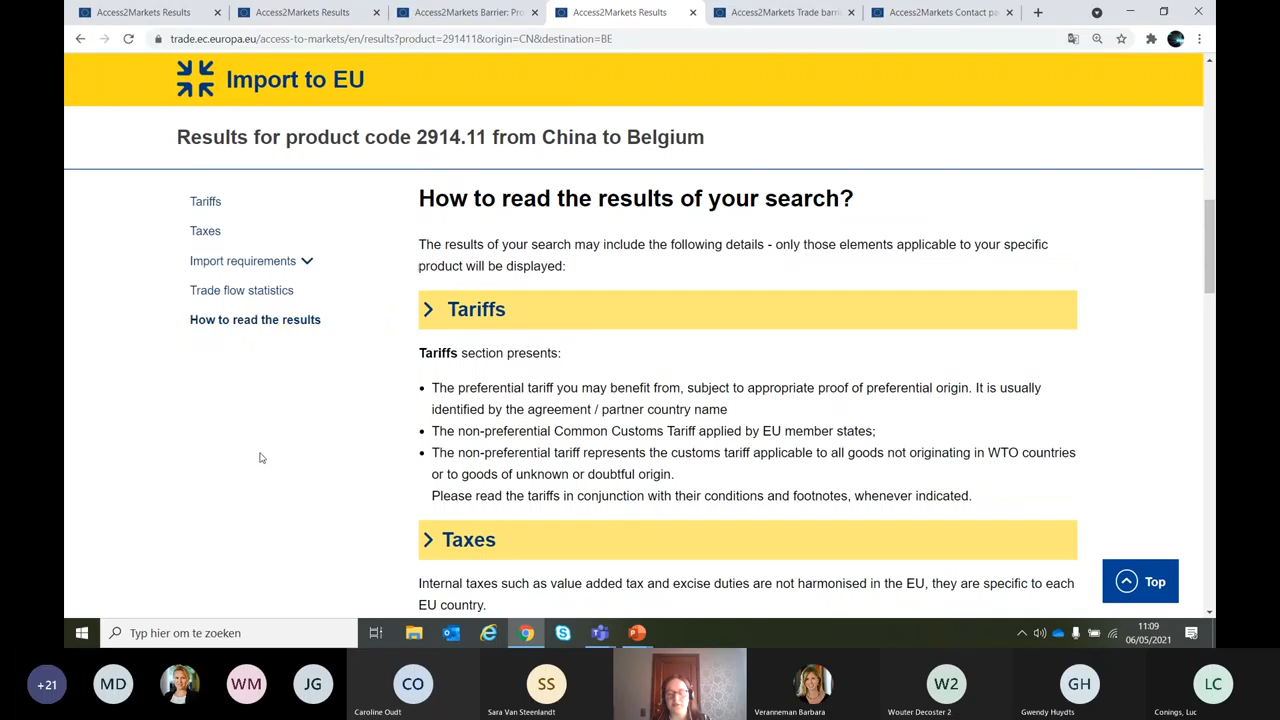 Access2Markets Results
Access2Markets Results
Access2Markets Barrier: Pro
Access2Markets Results
Access2Markets Trade barri
Access2Markets Contact pa
trade.ec.europa.eu/access-to-markets/en/results?product=291411&origin=CN&destination=BE
Import to EU
Results for product code 2914.11 from China to Belgium
Tariffs
Taxes
Import requirements
Trade flow statistics
How to read the results
How to read the results of your search?
The results of your search may include the following details - only those elements applicable to your specific
product will be displayed:
Tariffs
Tariffs section presents:
• The preferential tariff you may benefit from, subject to appropriate proof of preferential origin. It is usually
identified by the agreement / partner country name
• The non-preferential Common Customs Tariff applied by EU member states;
• The non-preferential tariff represents the customs tariff applicable to all goods not originating in WTO countries
or to goods of unknown or doubtful origin.
Please read the tariffs in conjunction with their conditions and footnotes, whenever indicated.
Taxes
Internal taxes such as value added tax and excise duties are not harmonised in the EU, they are specific to each
EU country.
Top
Typ hier om te zoeken
11:09
06/05/2021
+21
MD
WM
JG
CO
SS
W2
GH
LC
Caroline Oudt
Sara Van Steenlandt
Veranneman Barbara
Wouter Decoster 2
Gwendy Huydts
Conings, Luc